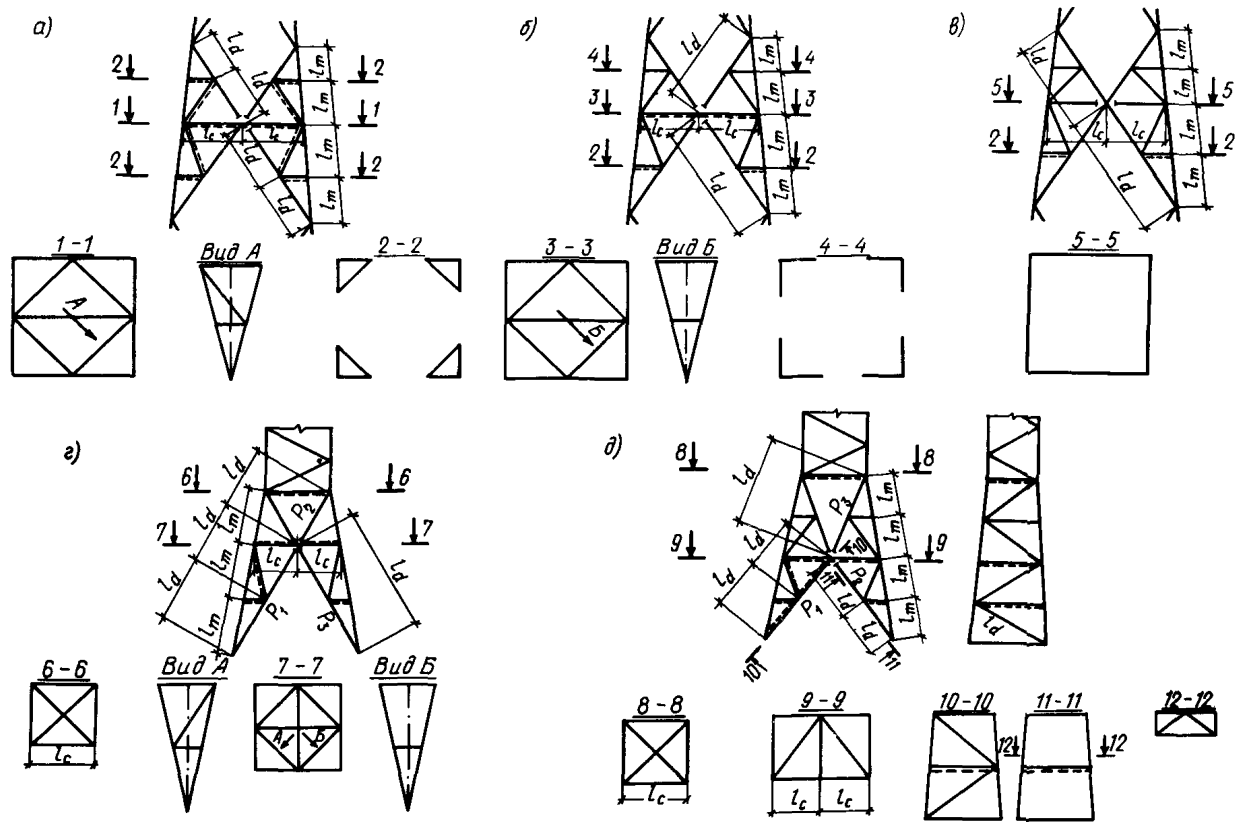 а)
l_d
l_d
l_m
2
2
1
1
l_c
l_c
l_m
l_d
l_d
2
2
l_m
б)
l_d
l_m
4
4
l_m
3
3
l_c
l_c
l_m
2
2
l_d
l_m
в)
l_d
l_m
5
5
l_c
l_c
l_m
2
2
l_d
l_m
1-1
А
Вид А
2-2
3-3
Б
Вид Б
4-4
5-5
г)
l_d
6
6
P_2
l_d
l_m
7
7
l_c
l_c
l_m
l_d
l_d
P_1
P_3
l_m
д)
l_d
8
8
l_m
P_3
l_m
l_d
9
9
10
l_m
P_2
l_d
11
P_1
l_d
l_d
l_m
10
11
l_d
6-6
l_c
Вид А
7-7
А
Б
Вид Б
8-8
l_c
9-9
l_c
l_c
10-10
11-11
12
12
12-12